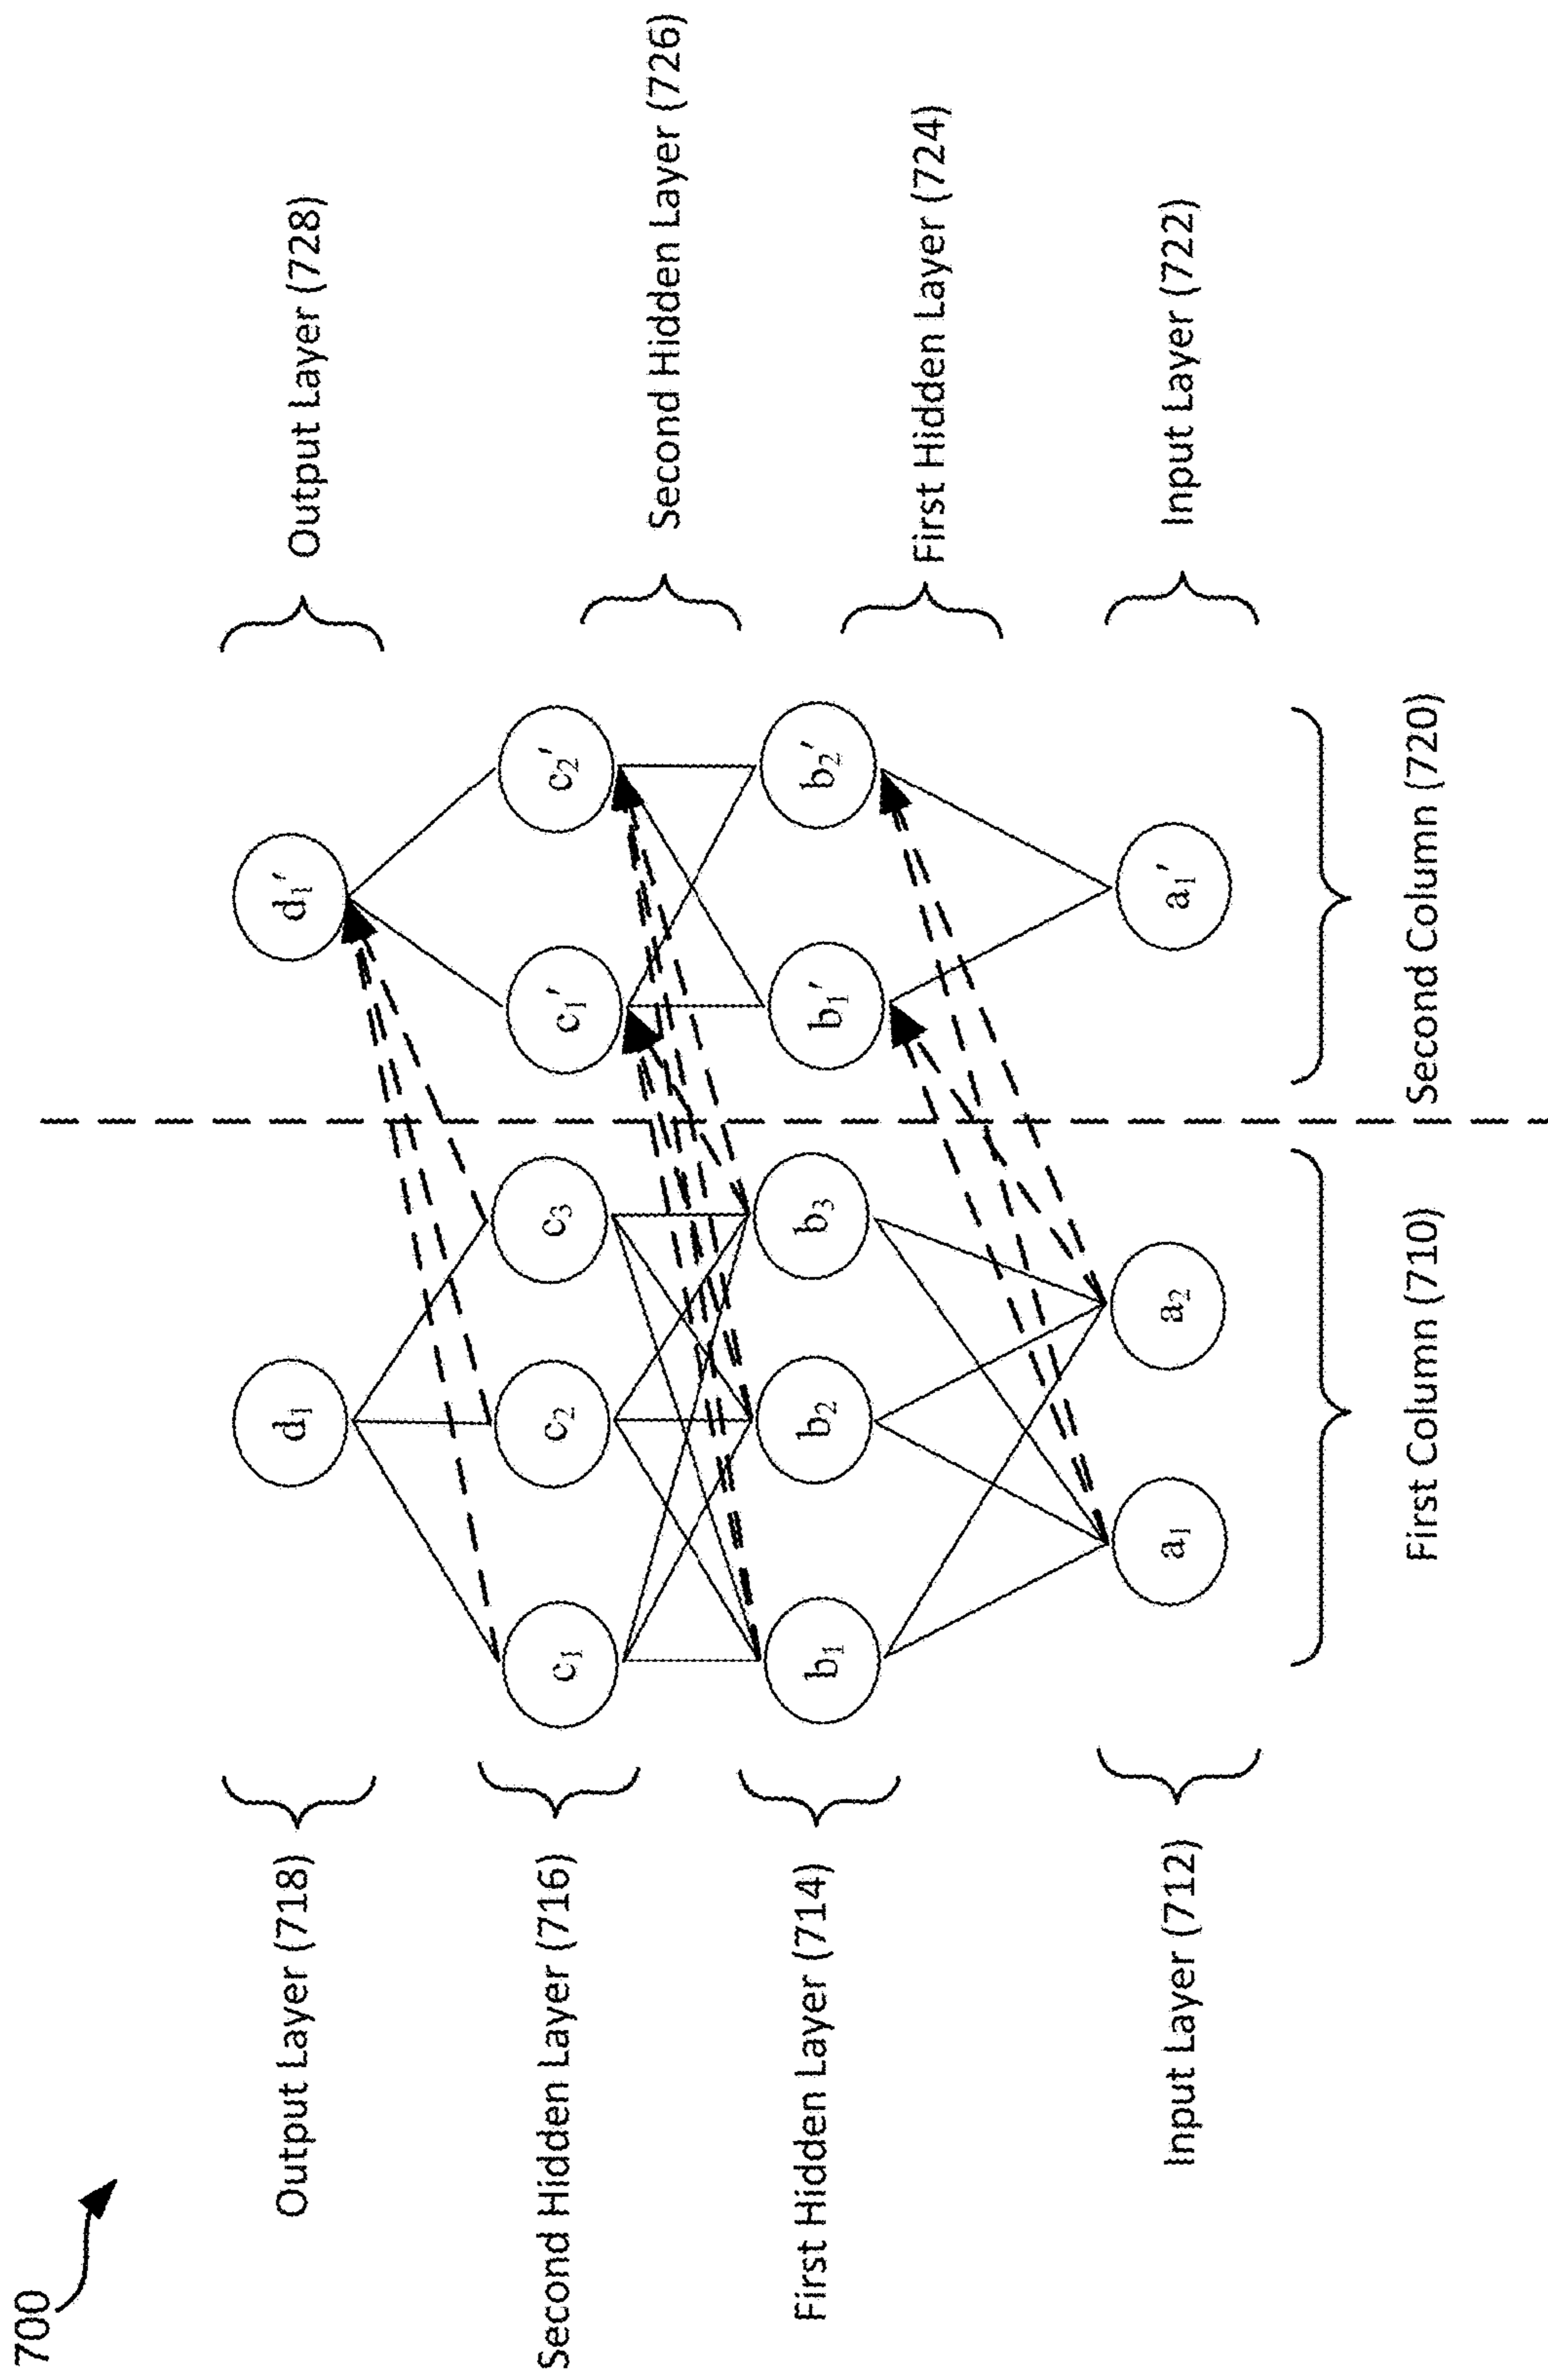 700
Output Layer (718)
Second Hidden Layer (716)
First Hidden Layer (714)
Input Layer (712)
d₁
c₁
c₂
c₃
b₁
b₂
b₃
a₁
a₂
First Column (710)
d₁′
c₁′
c₂′
b₁′
b₂′
a₁′
Second Column (720)
Output Layer (728)
Second Hidden Layer (726)
First Hidden Layer (724)
Input Layer (722)